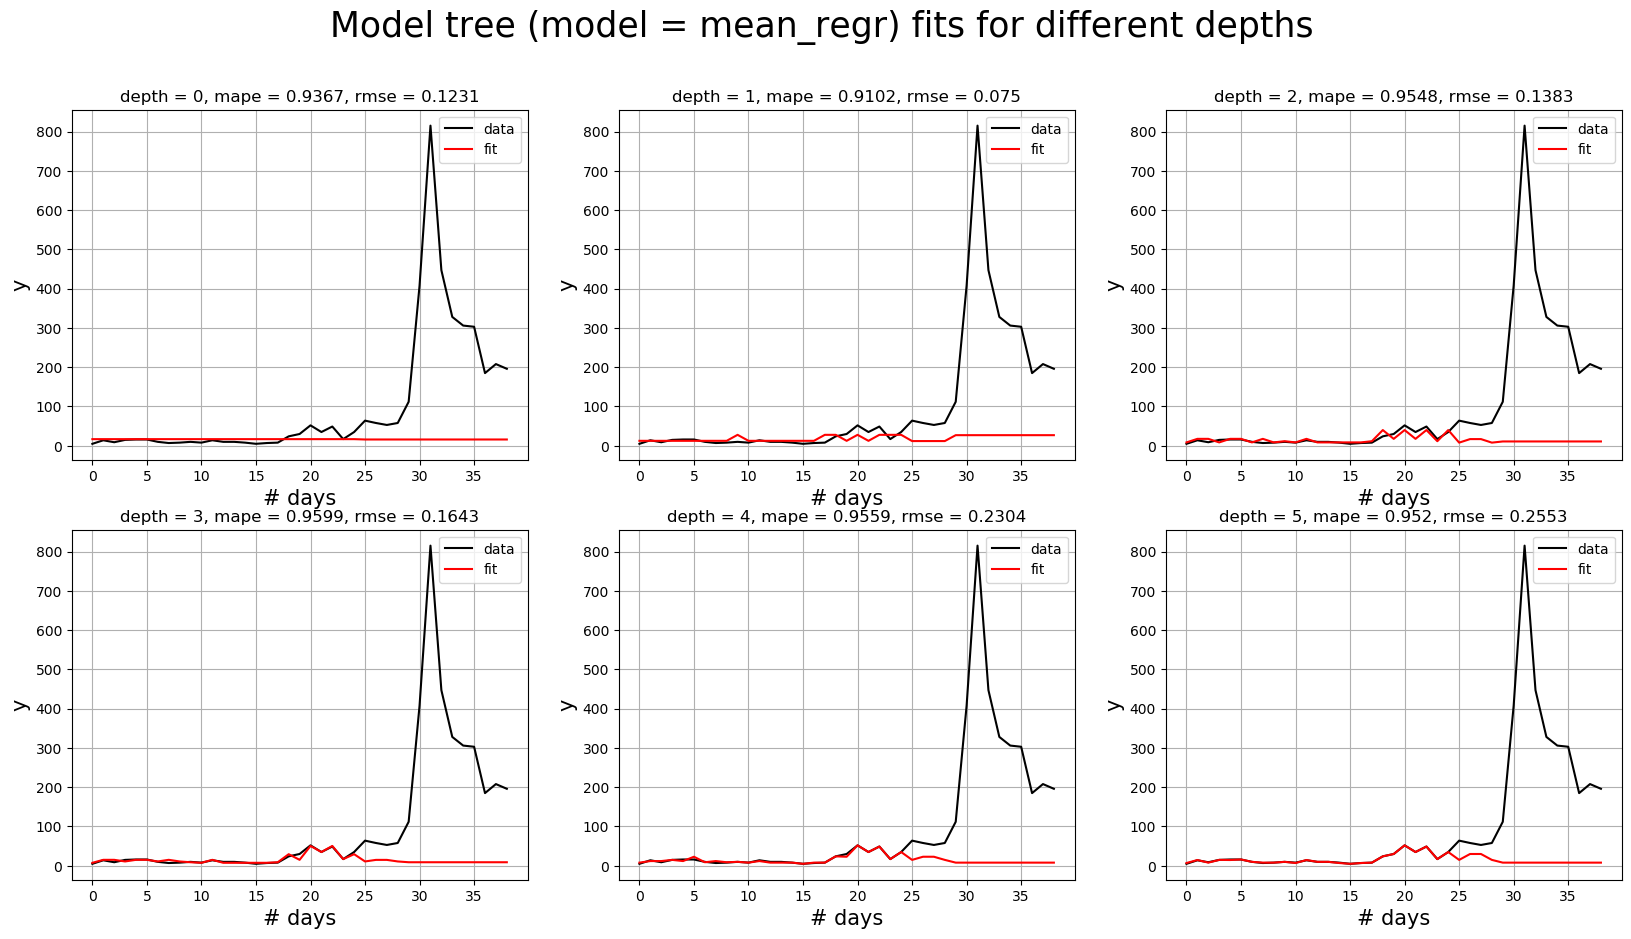 Model tree (model = mean_regr) fits for different depths
depth = 0, mape = 0.9367, rmse = 0.1231
800
700
600
500
400
300
200
100
0
y
data
fit
0 5 10 15 20 25 30 35
# days
depth = 1, mape = 0.9102, rmse = 0.075
800
700
600
500
400
300
200
100
0
y
data
fit
0 5 10 15 20 25 30 35
# days
depth = 2, mape = 0.9548, rmse = 0.1383
800
700
600
500
400
300
200
100
0
y
data
fit
0 5 10 15 20 25 30 35
# days
depth = 3, mape = 0.9599, rmse = 0.1643
800
700
600
500
400
300
200
100
0
y
data
fit
0 5 10 15 20 25 30 35
# days
depth = 4, mape = 0.9559, rmse = 0.2304
800
700
600
500
400
300
200
100
0
y
data
fit
0 5 10 15 20 25 30 35
# days
depth = 5, mape = 0.952, rmse = 0.2553
800
700
600
500
400
300
200
100
0
y
data
fit
0 5 10 15 20 25 30 35
# days